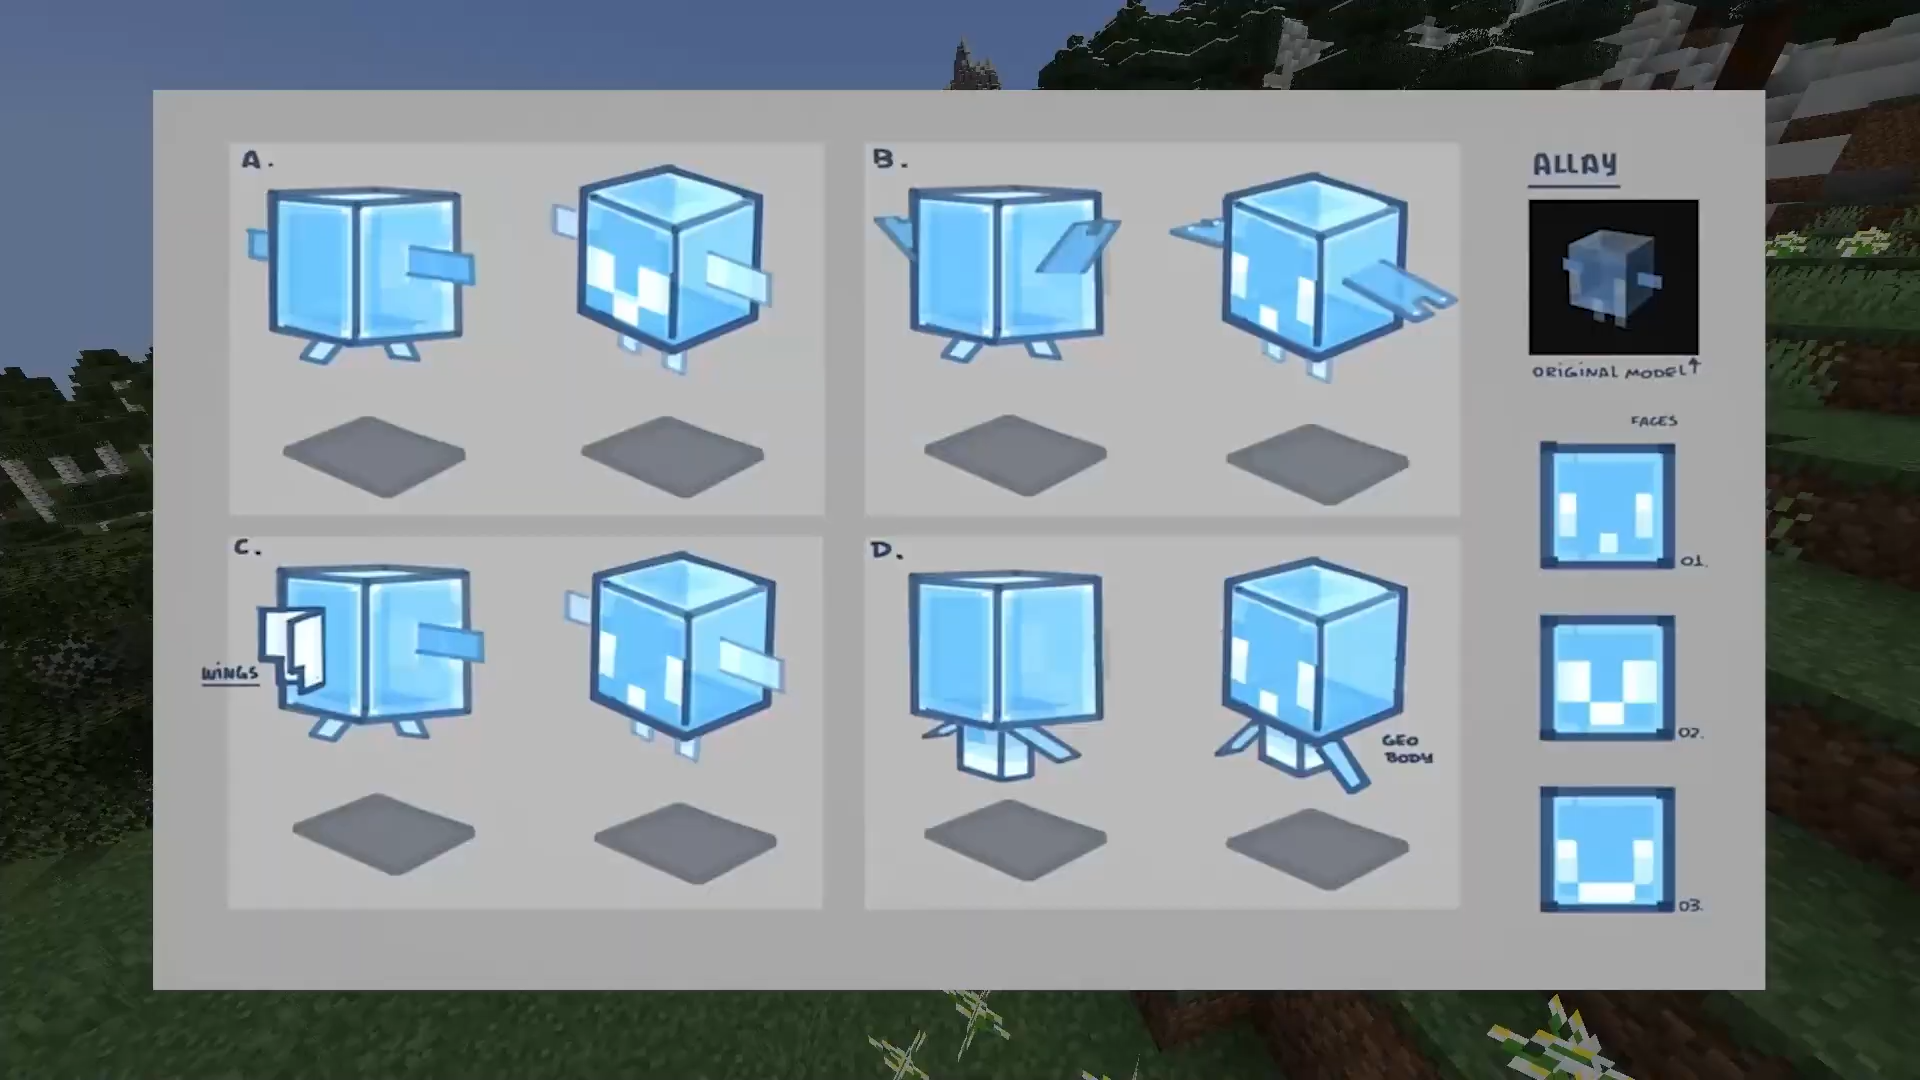 A.
B.
ALLAY
ORIGINAL MODEL↑
FACES
01.
C.
WINGS
D.
GEO
BODY
02.
03.